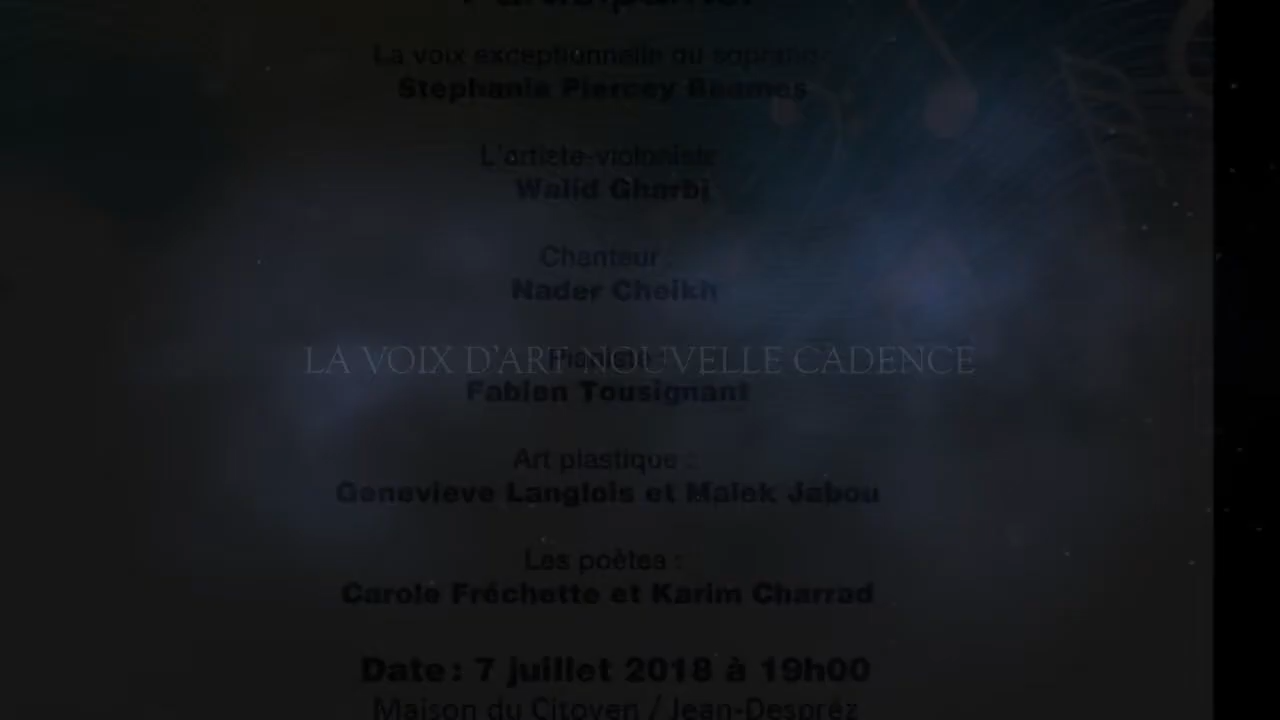 La voix exceptionnelle du soprano
Stephanie Piercey Beames
L'artiste-violoniste :
Walid Gharbi
Chanteur :
Nader Cheikh
Pianiste :
LA VOIX D'ART NOUVELLE CADENCE
Fabien Tousignant
Art plastique :
Genevieve Langlois et Malek Jabou
Les poètes :
Carole Fréchette et Karim Charrad
Date: 7 juillet 2018 à 19h00
Maison du Citoyen / Jean-Despréz